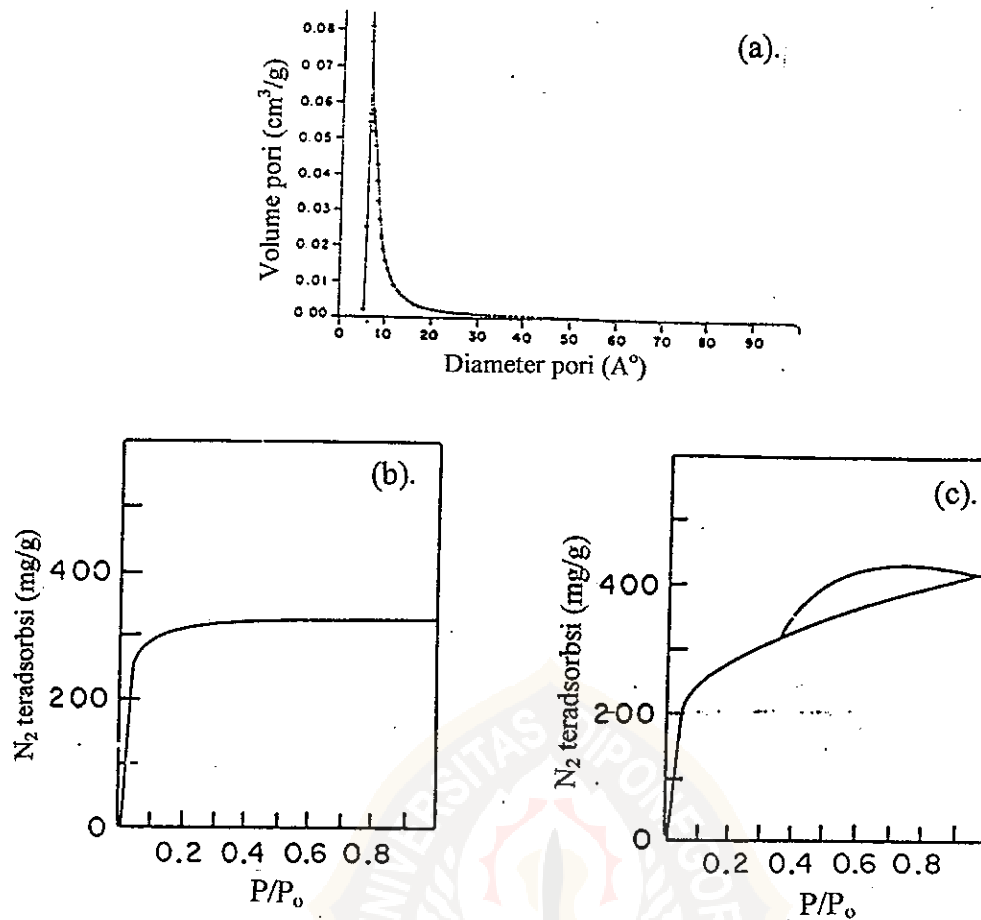 (a).
Volume pori (cm³/g)
0.08
0.07
0.06
0.05
0.04
0.03
0.02
0.01
0.00
0 10 20 30 40 50 60 70 80 90
Diameter pori (A°)
(b).
N₂ teradsorbsi (mg/g)
400
200
0
0.2 0.4 0.6 0.8
P/Pₒ
(c).
N₂ teradsorbsi (mg/g)
400
200
0
0.2 0.4 0.6 0.8
P/Pₒ
UNIVERSITAS DIPONEGORO